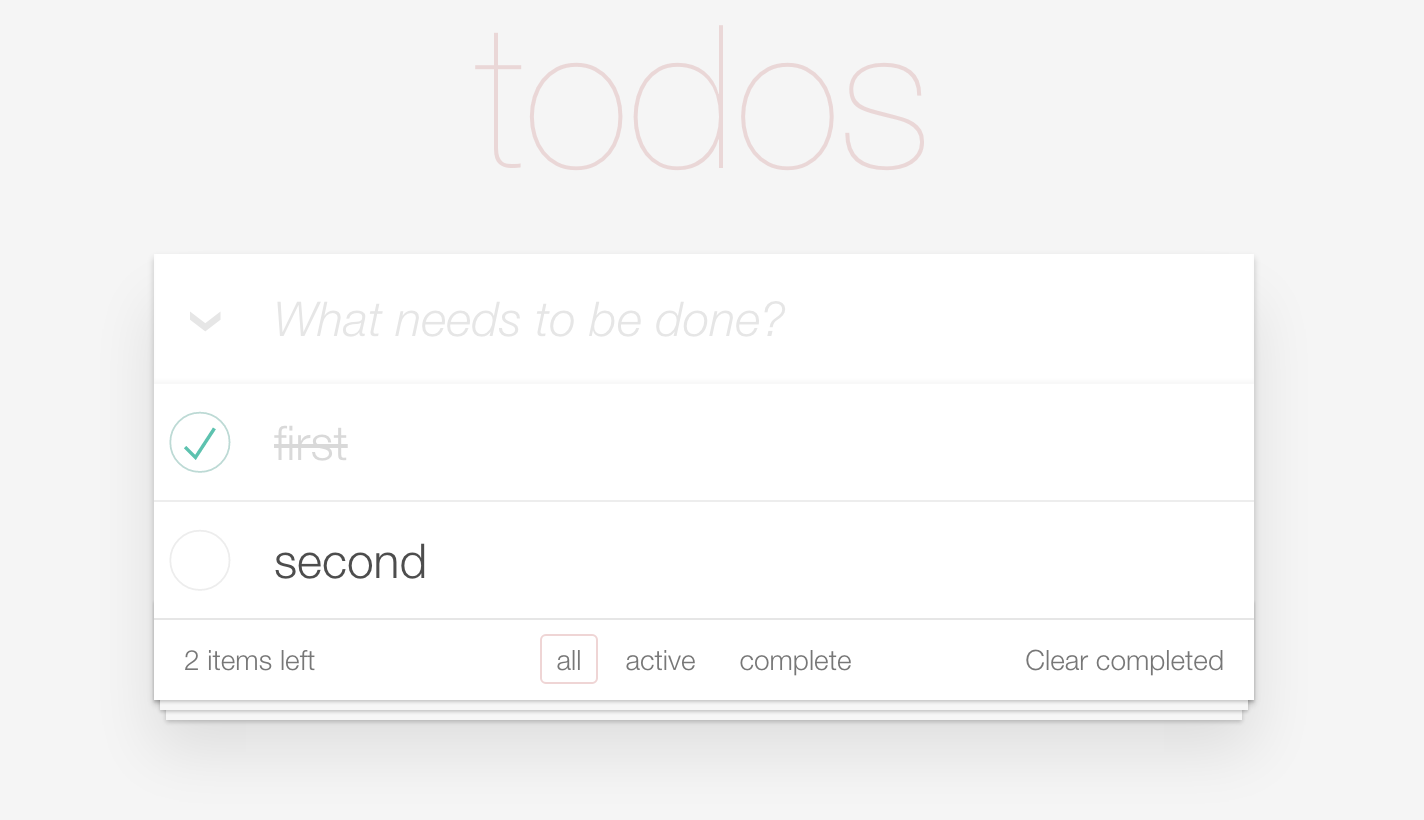 todos
What needs to be done?
first
second
2 items left all active complete Clear completed